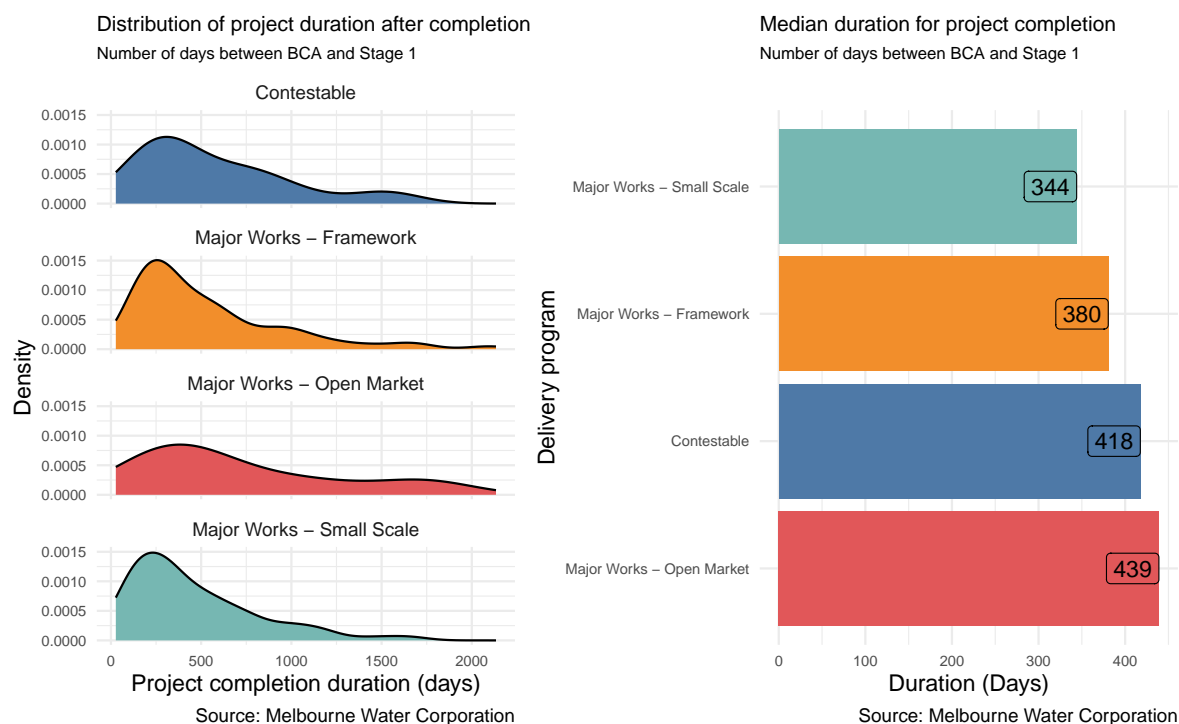 Distribution of project duration after completion
Number of days between BCA and Stage 1
Contestable
0.0015
0.0010
0.0005
0.0000
Major Works – Framework
0.0015
0.0010
0.0005
0.0000
Major Works – Open Market
0.0015
0.0010
0.0005
0.0000
Major Works – Small Scale
0.0015
0.0010
0.0005
0.0000
Density
0 500 1000 1500 2000
Project completion duration (days)
Source: Melbourne Water Corporation
Median duration for project completion
Number of days between BCA and Stage 1
Delivery program
Major Works – Small Scale 344
Major Works – Framework 380
Contestable 418
Major Works – Open Market 439
0 100 200 300 400
Duration (Days)
Source: Melbourne Water Corporation